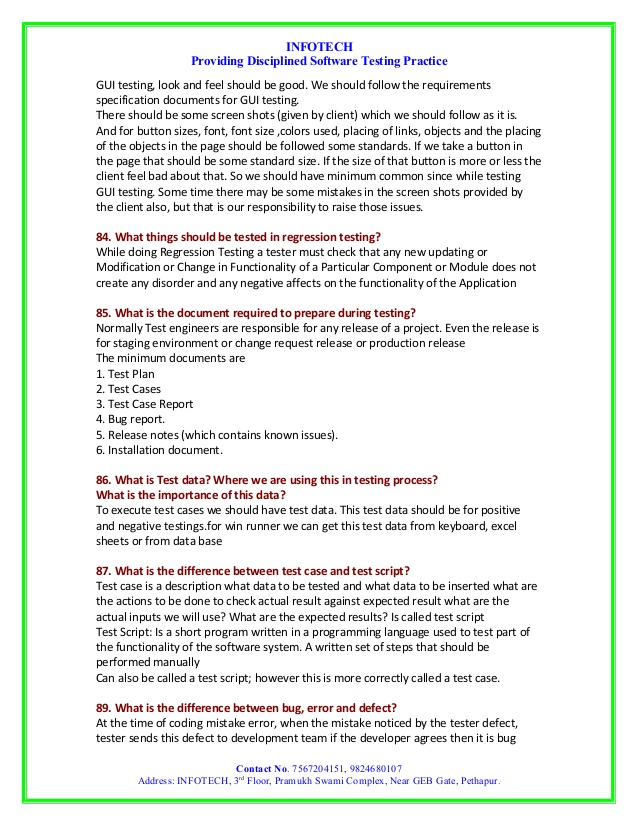 INFOTECH
Providing Disciplined Software Testing Practice
GUI testing, look and feel should be good. We should follow the requirements
specification documents for GUI testing.
There should be some screen shots (given by client) which we should follow as it is.
And for button sizes, font, font size ,colors used, placing of links, objects and the placing
of the objects in the page should be followed some standards. If we take a button in
the page that should be some standard size. If the size of that button is more or less the
client feel bad about that. So we should have minimum common since while testing
GUI testing. Some time there may be some mistakes in the screen shots provided by
the client also, but that is our responsibility to raise those issues.
84. What things should be tested in regression testing?
While doing Regression Testing a tester must check that any new updating or
Modification or Change in Functionality of a Particular Component or Module does not
create any disorder and any negative affects on the functionality of the Application
85. What is the document required to prepare during testing?
Normally Test engineers are responsible for any release of a project. Even the release is
for staging environment or change request release or production release
The minimum documents are
1. Test Plan
2. Test Cases
3. Test Case Report
4. Bug report.
5. Release notes (which contains known issues).
6. Installation document.
86. What is Test data? Where we are using this in testing process?
What is the importance of this data?
To execute test cases we should have test data. This test data should be for positive
and negative testings.for win runner we can get this test data from keyboard, excel
sheets or from data base
87. What is the difference between test case and test script?
Test case is a description what data to be tested and what data to be inserted what are
the actions to be done to check actual result against expected result what are the
actual inputs we will use? What are the expected results? Is called test script
Test Script: Is a short program written in a programming language used to test part of
the functionality of the software system. A written set of steps that should be
performed manually
Can also be called a test script; however this is more correctly called a test case.
89. What is the difference between bug, error and defect?
At the time of coding mistake error, when the mistake noticed by the tester defect,
tester sends this defect to development team if the developer agrees then it is bug
Contact No. 7567204151, 9824680107
Address: INFOTECH, 3rd Floor, Pramukh Swami Complex, Near GEB Gate, Pethapur.